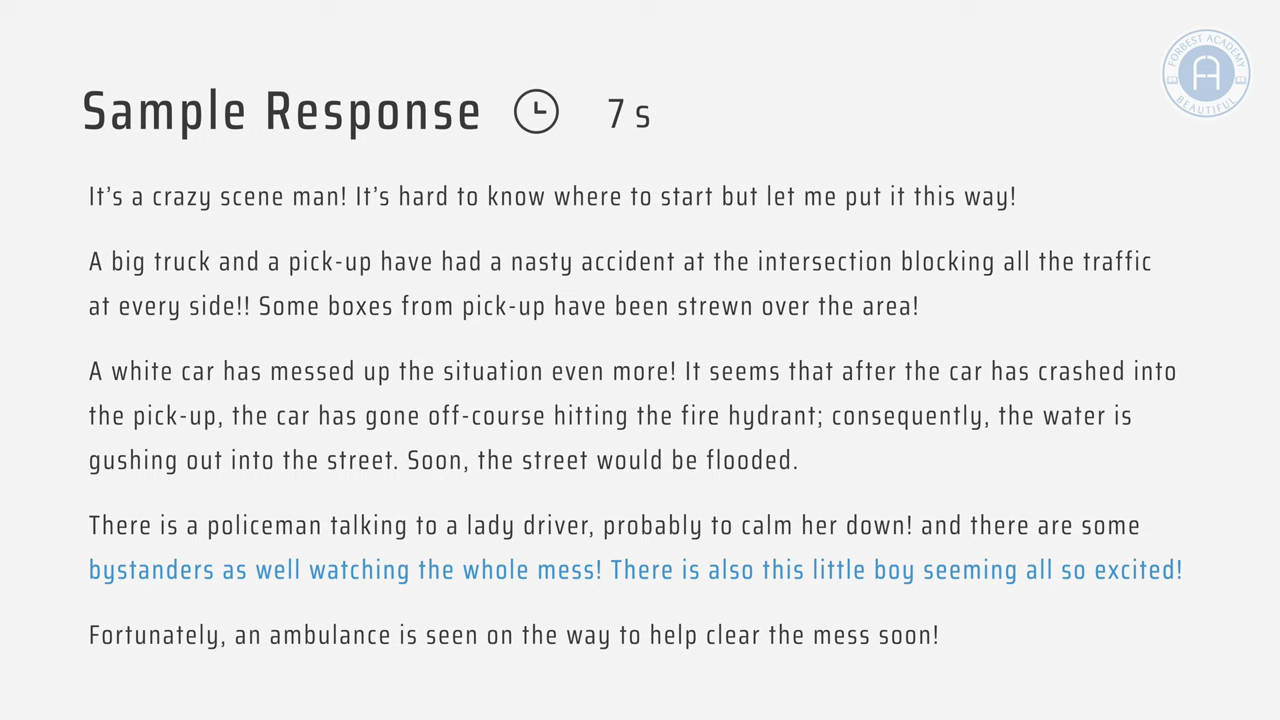 FORBEST ACADEMY
BEAUTIFUL
Sample Response 7 s
It’s a crazy scene man! It’s hard to know where to start but let me put it this way!
A big truck and a pick-up have had a nasty accident at the intersection blocking all the traffic
at every side!! Some boxes from pick-up have been strewn over the area!
A white car has messed up the situation even more! It seems that after the car has crashed into
the pick-up, the car has gone off-course hitting the fire hydrant; consequently, the water is
gushing out into the street. Soon, the street would be flooded.
There is a policeman talking to a lady driver, probably to calm her down! and there are some
bystanders as well watching the whole mess! There is also this little boy seeming all so excited!
Fortunately, an ambulance is seen on the way to help clear the mess soon!